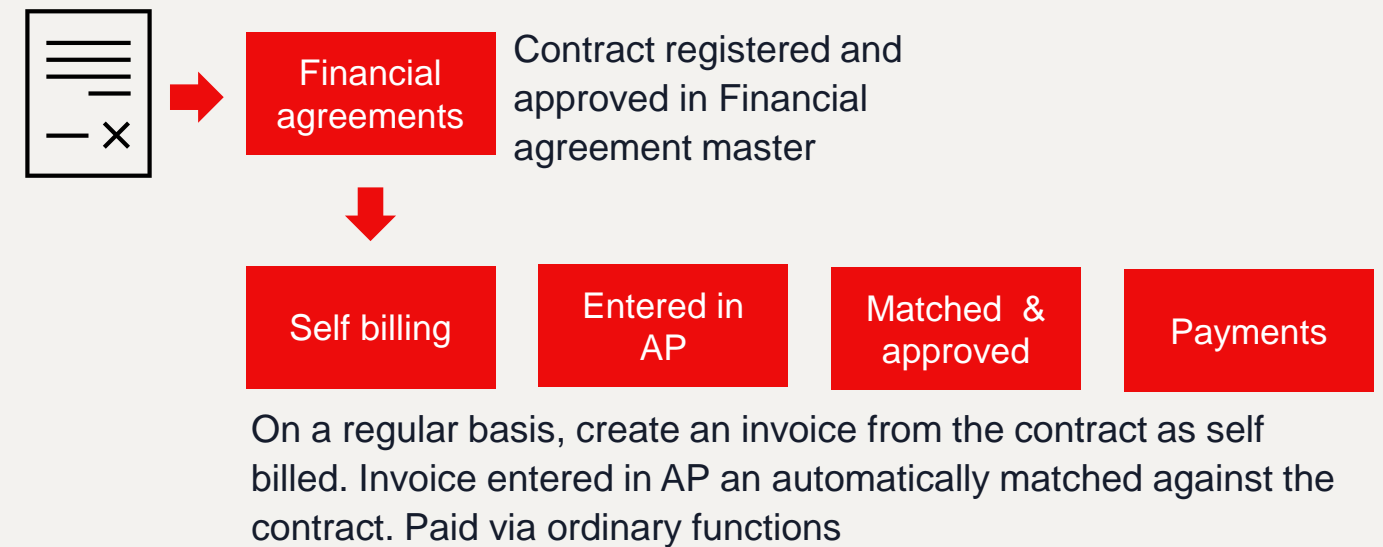 Financial
agreements
Contract registered and
approved in Financial
agreement master
Self billing
Entered in
AP
Matched & 
approved
Payments
On a regular basis, create an invoice from the contract as self
billed. Invoice entered in AP an automatically matched against the
contract. Paid via ordinary functions